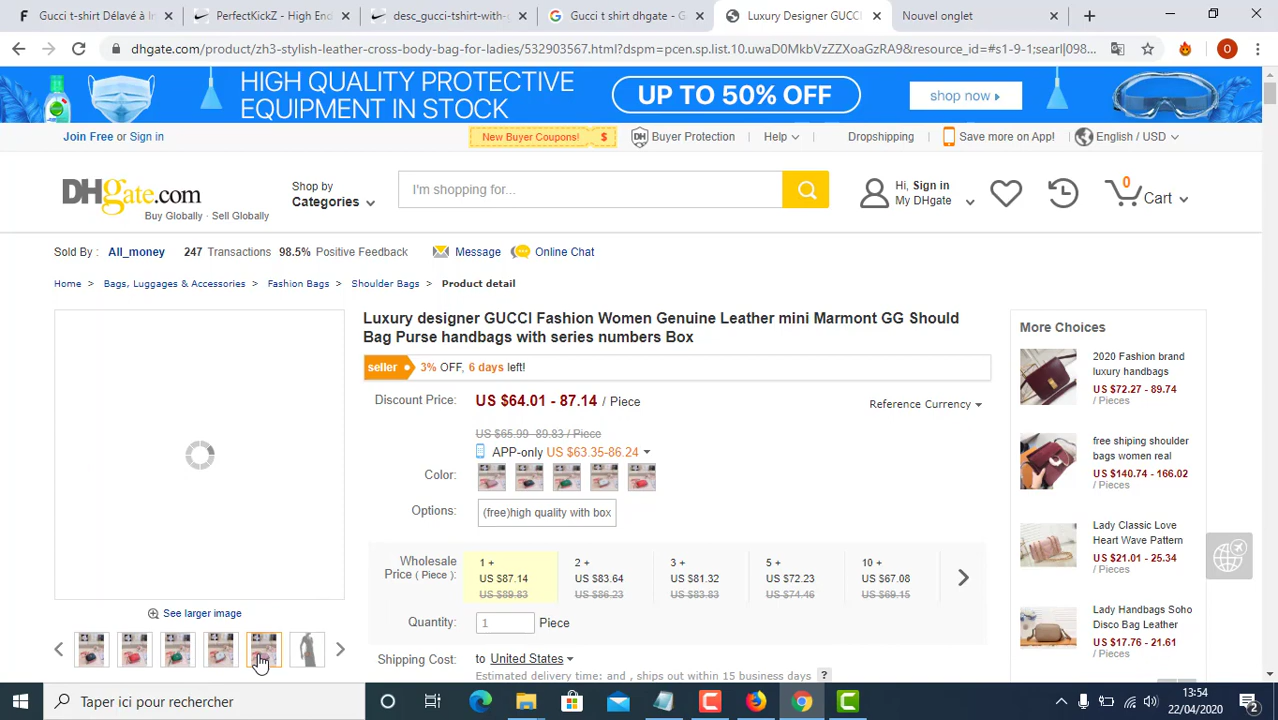 Gucci t shirt Délavé à l
PerfectKickZ - High End
desc_gucci-tshirt-with-g
Gucci t shirt dhgate - G
Luxury Designer GUCCI
Nouvel onglet
dhgate.com/product/zh3-stylish-leather-cross-body-bag-for-ladies/532903567.html?dspm=pcen.sp.list.10.uwaD0MkbVzZZXoaGzRA9&resource_id=#s1-9-1;searl|098...
O
HIGH QUALITY PROTECTIVE
EQUIPMENT IN STOCK
UP TO 50% OFF
shop now
Join Free or Sign in
New Buyer Coupons! $
DH Buyer Protection
Help
Dropshipping
Save more on App!
English / USD
DHgate.com
Buy Globally · Sell Globally
Shop by
Categories
I'm shopping for...
Hi, Sign in
My DHgate
0
Cart
Sold By : All_money 247 Transactions 98.5% Positive Feedback Message Online Chat
Home > Bags, Luggages & Accessories > Fashion Bags > Shoulder Bags > Product detail
Luxury designer GUCCI Fashion Women Genuine Leather mini Marmont GG Should
Bag Purse handbags with series numbers Box
seller 3% OFF, 6 days left!
Discount Price: US $64.01 - 87.14 / Piece
Reference Currency
US $65.99 -89.83 / Piece
APP-only US $63.35-86.24
Color:
Options: (free)high quality with box
Wholesale
Price ( Piece ):
1 +
US $87.14
US $89.83
2 +
US $83.64
US $86.23
3 +
US $81.32
US $83.83
5 +
US $72.23
US $74.46
10 +
US $67.08
US $69.15
Quantity: 1 Piece
Shipping Cost: to United States
Estimated delivery time: and , ships out within 15 business days ?
See larger image
More Choices
2020 Fashion brand
luxury handbags
US $72.27 - 89.74
/ Pieces
free shiping shoulder
bags women real
US $140.74 - 166.02
/ Pieces
Lady Classic Love
Heart Wave Pattern
US $21.01 - 25.34
/ Pieces
Lady Handbags Soho
Disco Bag Leather
US $17.76 - 21.61
/ Pieces
Taper ici pour rechercher
13:54
22/04/2020
2